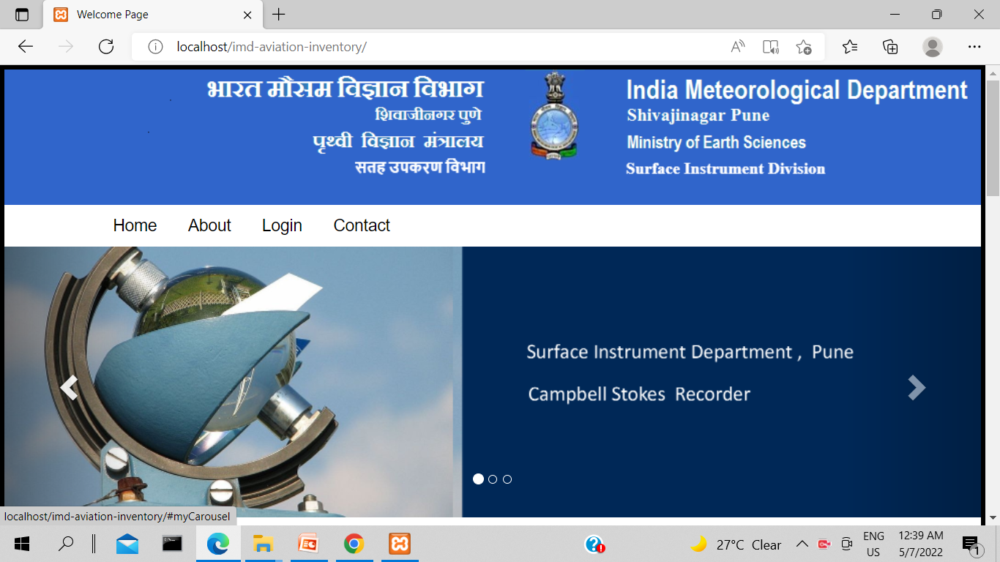 Welcome Page
localhost/imd-aviation-inventory/
भारत मौसम विज्ञान विभाग
शिवाजीनगर पुणे
पृथ्वी विज्ञान मंत्रालय
सतह उपकरण विभाग
India Meteorological Department
Shivajinagar Pune
Ministry of Earth Sciences
Surface Instrument Division
Home About Login Contact
Surface Instrument Department , Pune
Campbell Stokes Recorder
localhost/imd-aviation-inventory/#myCarousel
27°C Clear
ENG
US
12:39 AM
5/7/2022
1